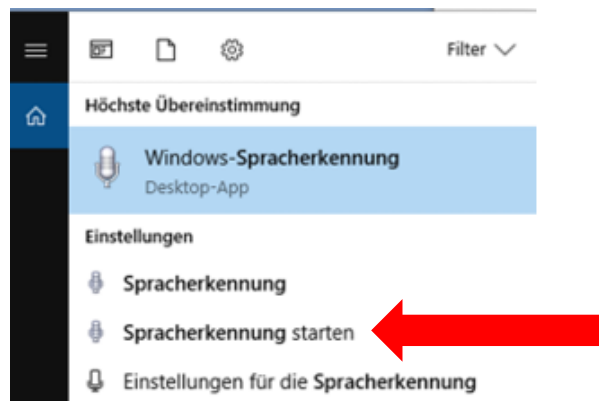 Filter
Höchste Übereinstimmung
Windows-Spracherkennung
Desktop-App
Einstellungen
Spracherkennung
Spracherkennung starten
Einstellungen für die Spracherkennung